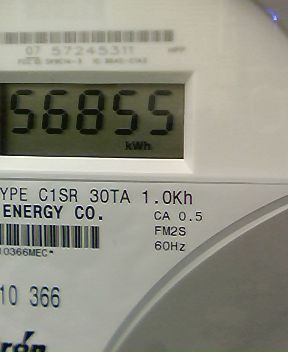 07 57245311
56855
kWh
YPE C1SR 30TA 1.0Kh
ENERGY CO.
CA 0.5
FM2S
60Hz
10366MEC*
10 366
rón